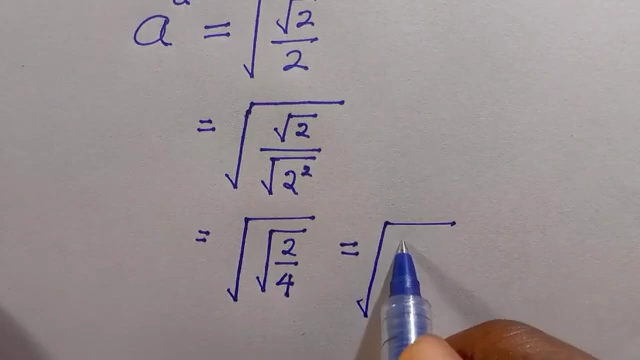 a^a = √(√2/2)
= √(√2/√2²)
= √√(2/4) = √